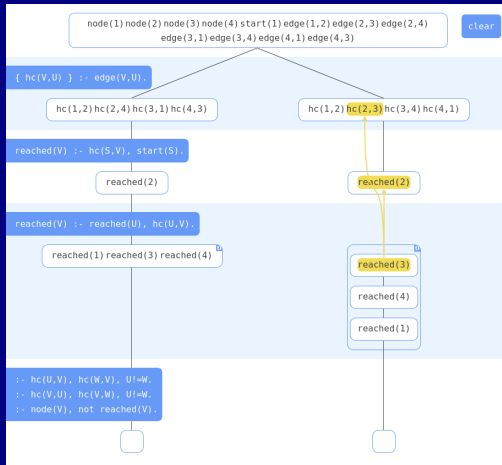 node(1) node(2) node(3) node(4) start(1) edge(1,2) edge(2,3) edge(2,4)
edge(3,1) edge(3,4) edge(4,1) edge(4,3)
clear
{ hc(V,U) } :- edge(V,U).
hc(1,2) hc(2,4) hc(3,1) hc(4,3)
hc(1,2) hc(2,3) hc(3,4) hc(4,1)
reached(V) :- hc(S,V), start(S).
reached(2)
reached(2)
reached(V) :- reached(U), hc(U,V).
reached(1) reached(3) reached(4)
reached(3)
reached(4)
reached(1)
:- hc(U,V), hc(W,V), U!=W.
:- hc(V,U), hc(V,W), U!=W.
:- node(V), not reached(V).